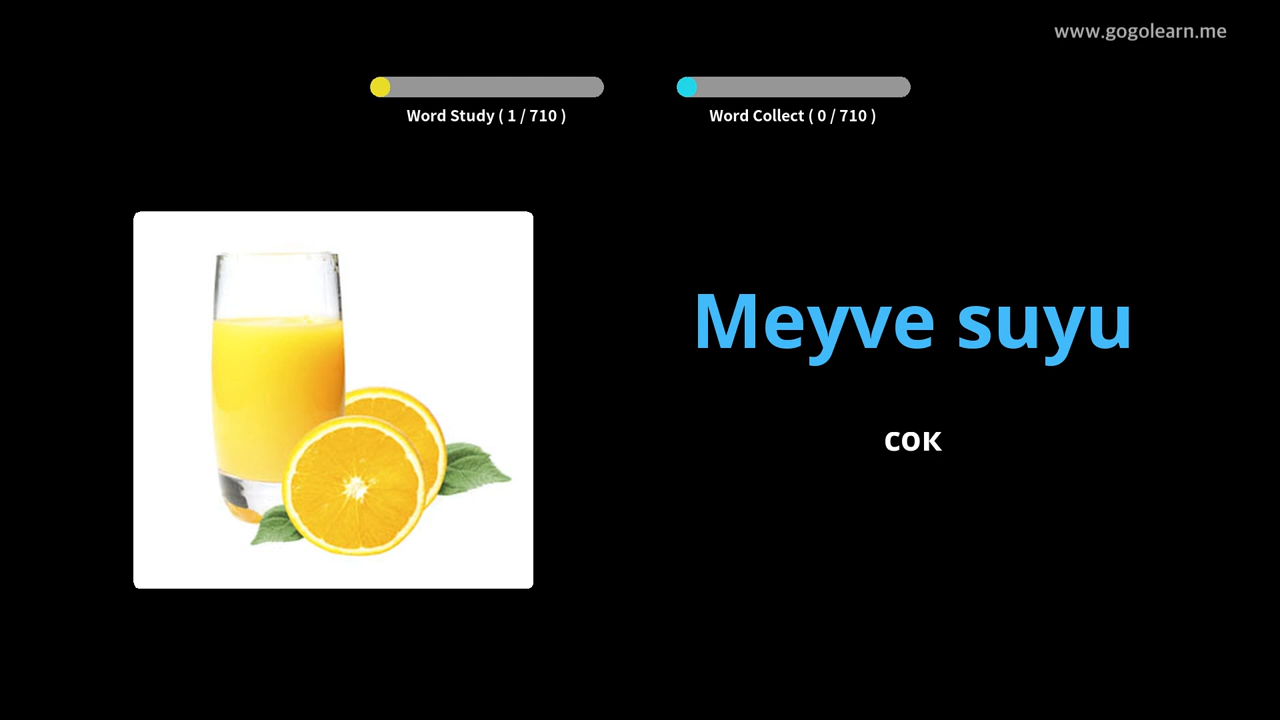 www.gogolearn.me
Word Study ( 1 / 710 )
Word Collect ( 0 / 710 )
Meyve suyu
сок